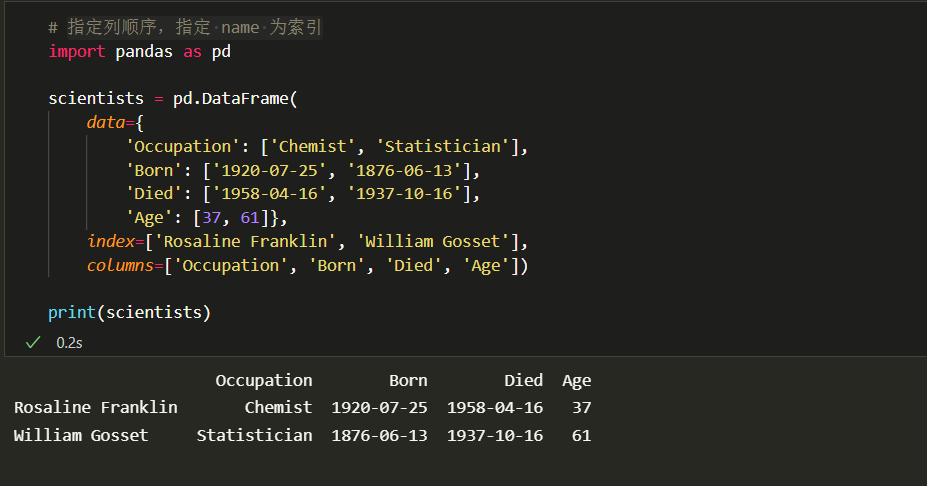 # 指定列顺序，指定 name 为索引
import pandas as pd
scientists = pd.DataFrame(
data={
'Occupation': ['Chemist', 'Statistician'],
'Born': ['1920-07-25', '1876-06-13'],
'Died': ['1958-04-16', '1937-10-16'],
'Age': [37, 61]},
index=['Rosaline Franklin', 'William Gosset'],
columns=['Occupation', 'Born', 'Died', 'Age'])
print(scientists)
0.2s
Occupation Born Died Age
Rosaline Franklin Chemist 1920-07-25 1958-04-16 37
William Gosset Statistician 1876-06-13 1937-10-16 61